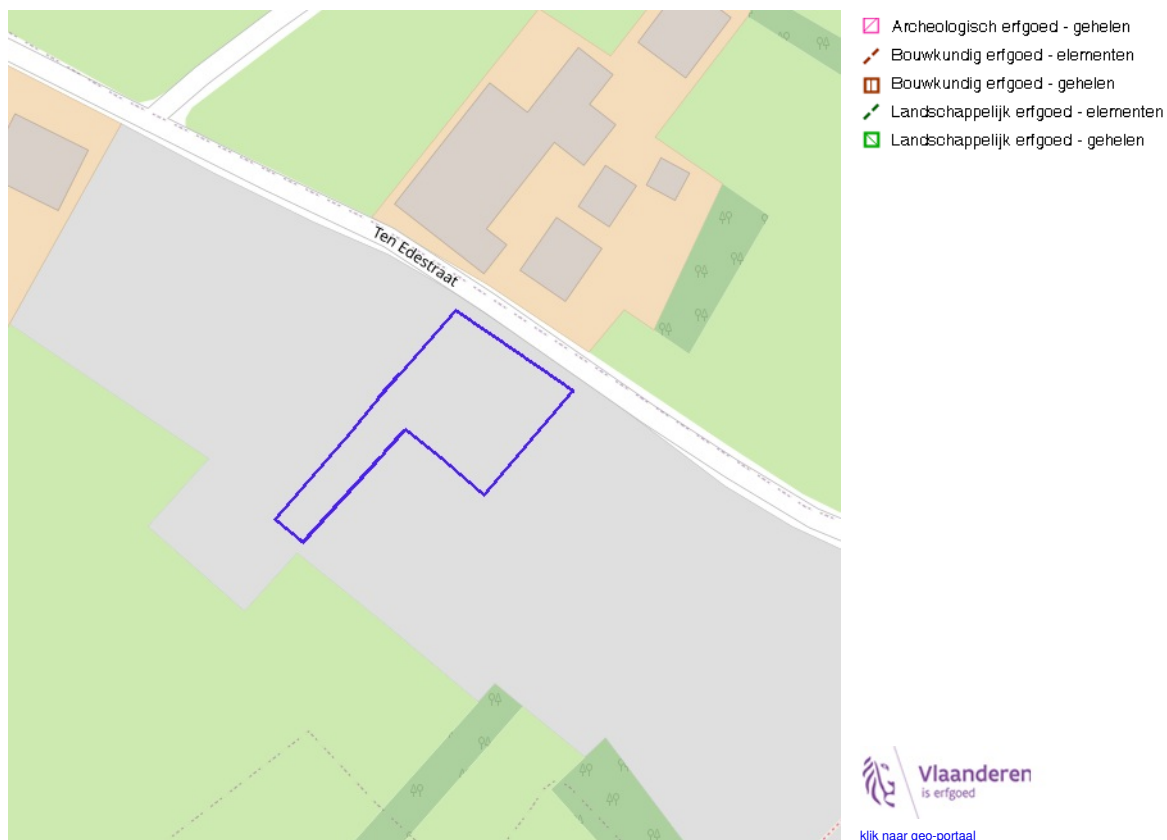 Ten Edestraat
Archeologisch erfgoed - gehelen
Bouwkundig erfgoed - elementen
Bouwkundig erfgoed - gehelen
Landschappelijk erfgoed - elementen
Landschappelijk erfgoed - gehelen
Vlaanderen
is erfgoed
klik naar geo-portaal